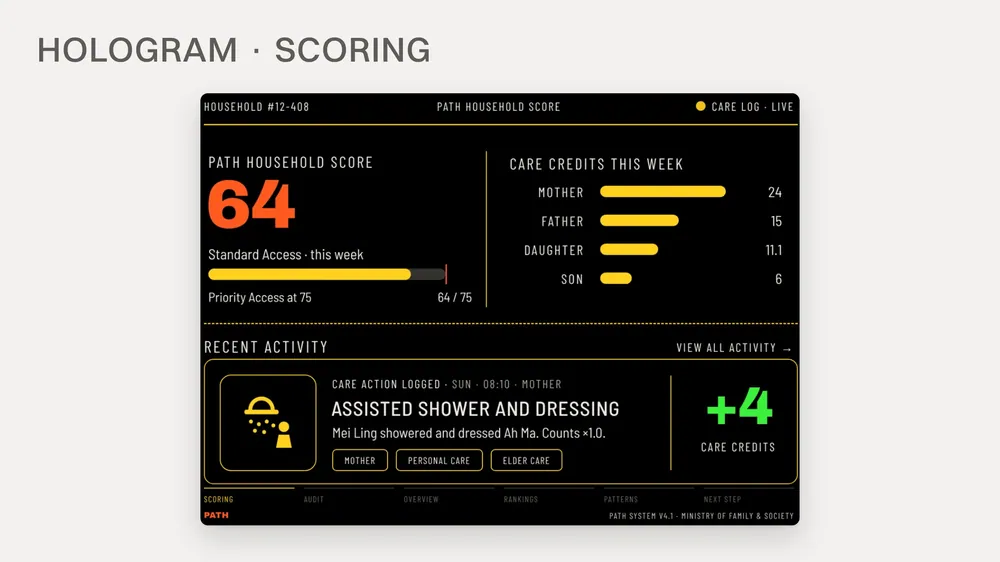 HOLOGRAM · SCORING
HOUSEHOLD #12-408
PATH HOUSEHOLD SCORE
CARE LOG · LIVE
PATH HOUSEHOLD SCORE
64
Standard Access · this week
Priority Access at 75
64 / 75
CARE CREDITS THIS WEEK
MOTHER 24
FATHER 15
DAUGHTER 11.1
SON 6
RECENT ACTIVITY
VIEW ALL ACTIVITY →
CARE ACTION LOGGED · SUN · 08:10 · MOTHER
ASSISTED SHOWER AND DRESSING
Mei Ling showered and dressed Ah Ma. Counts ×1.0.
MOTHER
PERSONAL CARE
ELDER CARE
+4
CARE CREDITS
SCORING
AUDIT
OVERVIEW
RANKINGS
PATTERNS
NEXT STEP
PATH
PATH SYSTEM V4.1 · MINISTRY OF FAMILY & SOCIETY